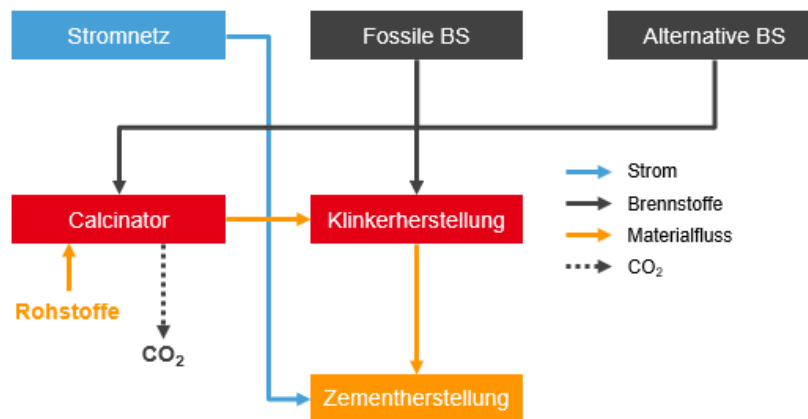 Stromnetz
Fossile BS
Alternative BS
Strom
Brennstoffe
Materialfluss
CO₂
Calcinator
Klinkerherstellung
Rohstoffe
CO₂
Zementherstellung